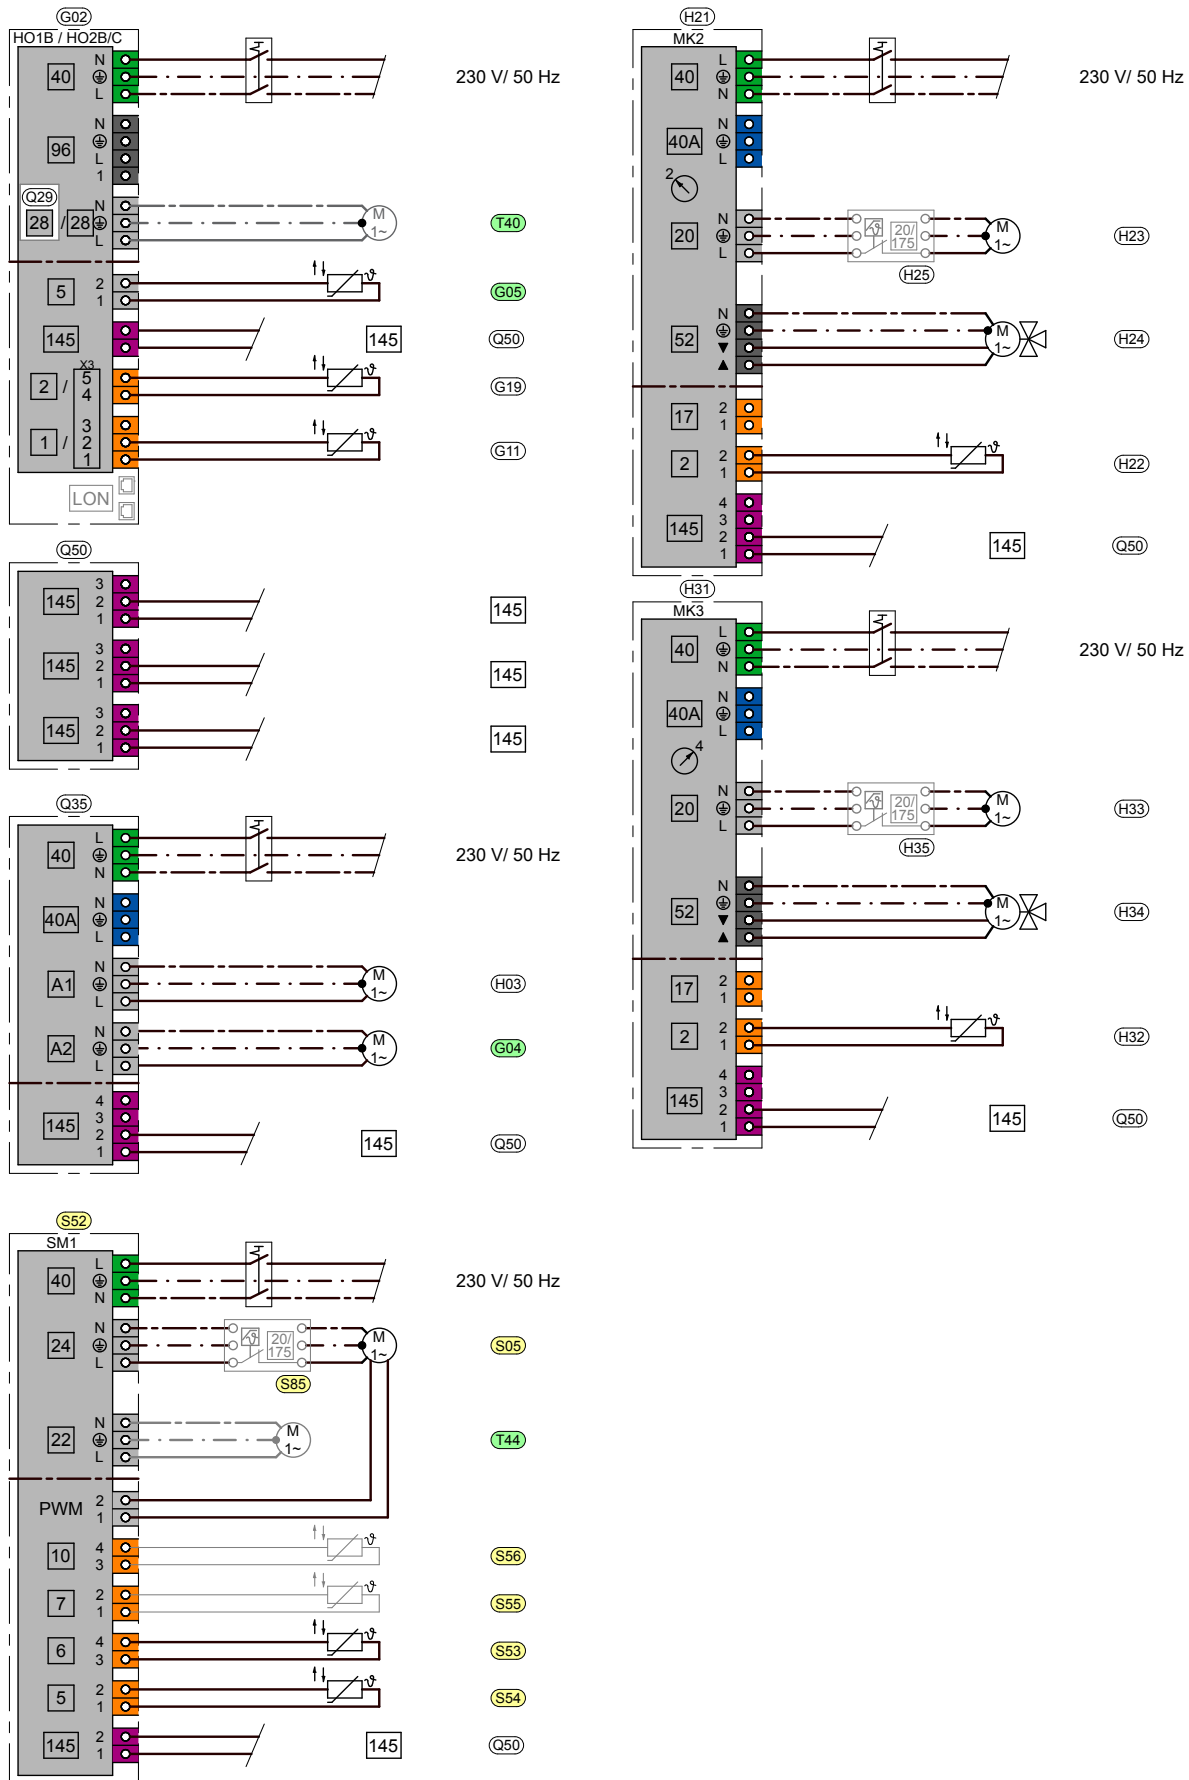 G02
HO1B / HO2B/C
N
40
L
230 V/ 50 Hz
N
96
L
1
Q29
N
28 / 28
L
M
1~
T40
5
2
1
ϑ
G05
145
145
Q50
X3
2 /
5
4
ϑ
G19
1 /
3
2
1
ϑ
G11
LON
Q50
145
3
2
1
145
145
3
2
1
145
145
3
2
1
145
Q35
L
40
N
230 V/ 50 Hz
N
40A
L
N
A1
L
M
1~
H03
N
A2
L
M
1~
G04
4
3
145
2
1
145
Q50
S52
SM1
L
40
N
230 V/ 50 Hz
N
24
L
ϑ
20/
175
M
1~
S05
S85
N
22
L
M
1~
T44
PWM
2
1
10
4
3
ϑ
S56
7
2
1
ϑ
S55
6
4
3
ϑ
S53
5
2
1
ϑ
S54
145
2
1
145
Q50
H21
MK2
L
40
N
230 V/ 50 Hz
N
40A
L
2
N
20
L
ϑ
20/
175
M
1~
H23
H25
N
52
▼
▲
M
1~
H24
17
2
1
2
2
1
ϑ
H22
4
3
145
2
1
145
Q50
H31
MK3
L
40
N
230 V/ 50 Hz
N
40A
L
4
N
20
L
ϑ
20/
175
M
1~
H33
H35
N
52
▼
▲
M
1~
H34
17
2
1
2
2
1
ϑ
H32
4
3
145
2
1
145
Q50